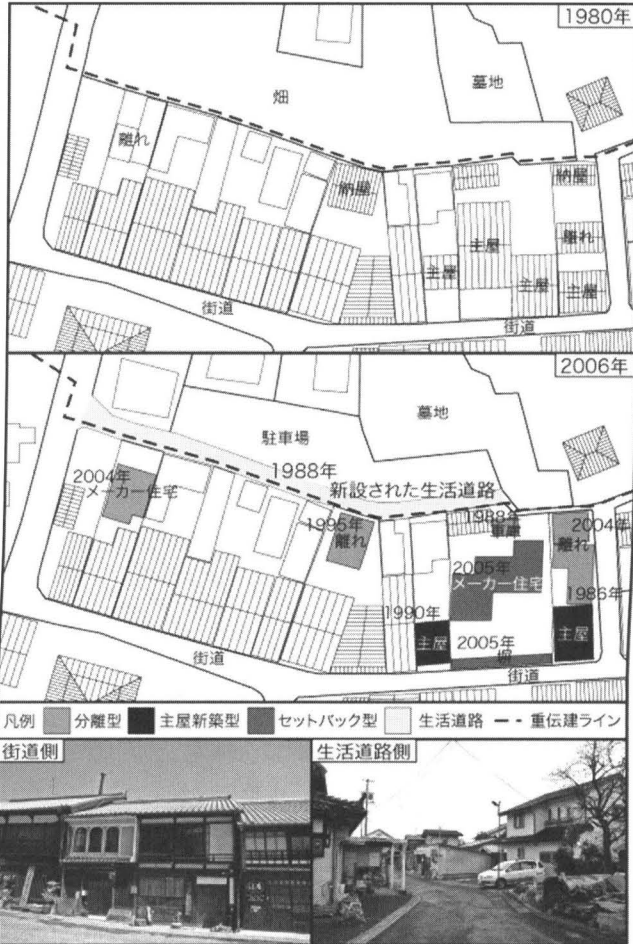 1980年
畑
墓地
離れ
納屋
納屋
離れ
主屋
主屋
主屋
主屋
街道
街道
2006年
墓地
駐車場
1988年
2004年
メーカー住宅
新設された生活道路
1995年
離れ
1988年
車庫
2004年
離れ
2005年
メーカー住宅
1986年
1990年
主屋
2005年
塀
主屋
街道
街道
凡例 分離型 主屋新築型 セットバック型 生活道路 重伝建ライン
街道側
生活道路側